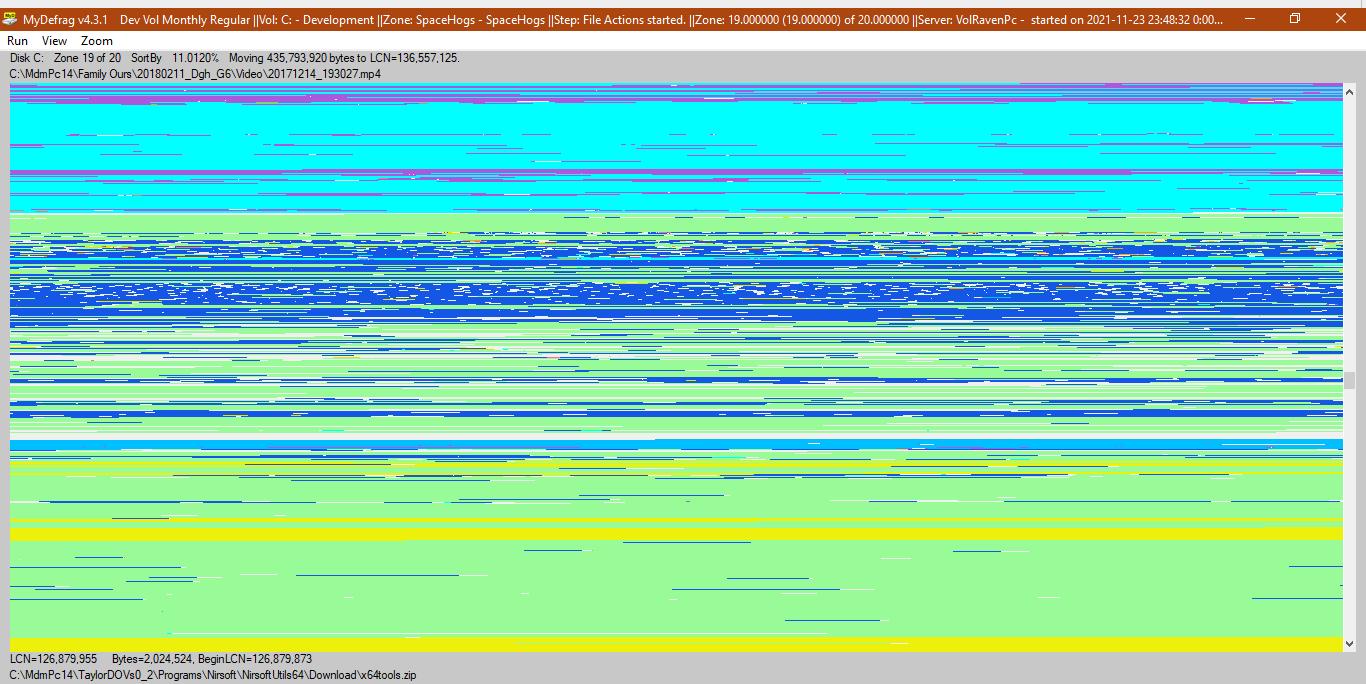 MyDefrag v4.3.1 Dev Vol Monthly Regular ||Vol: C: - Development ||Zone: SpaceHogs - SpaceHogs ||Step: File Actions started. ||Zone: 19.000000 (19.000000) of 20.000000 ||Server: VolRavenPc - started on 2021-11-23 23:48:32 0:00...
Run View Zoom
Disk C: Zone 19 of 20 SortBy 11.0120% Moving 435,793,920 bytes to LCN=136,557,125.
C:\MdmPc14\Family Ours\20180211_Dgh_G6\Video\20171214_193027.mp4
LCN=126,879,955 Bytes=2,024,524, BeginLCN=126,879,873
C:\MdmPc14\TaylorDOVs0_2\Programs\Nirsoft\NirsoftUtils64\Download\x64tools.zip